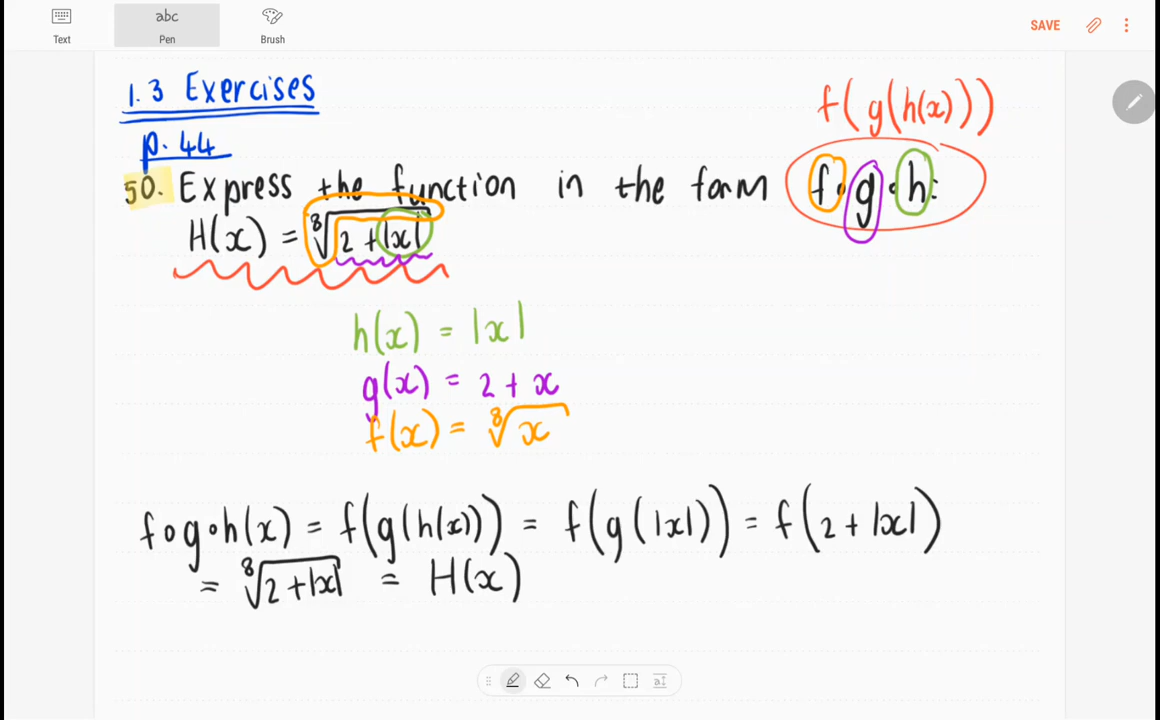 Text
abc
Pen
Brush
SAVE
1.3 Exercises
p. 44
f(g(h(x)))
50. Express the function in the form f∘g∘h:
H(x) = ⁸√(2 + |x|)
h(x) = |x|
g(x) = 2 + x
f(x) = ⁸√x
f∘g∘h(x) = f(g(h(x))) = f(g(|x|)) = f(2 + |x|)
= ⁸√(2 + |x|) = H(x)